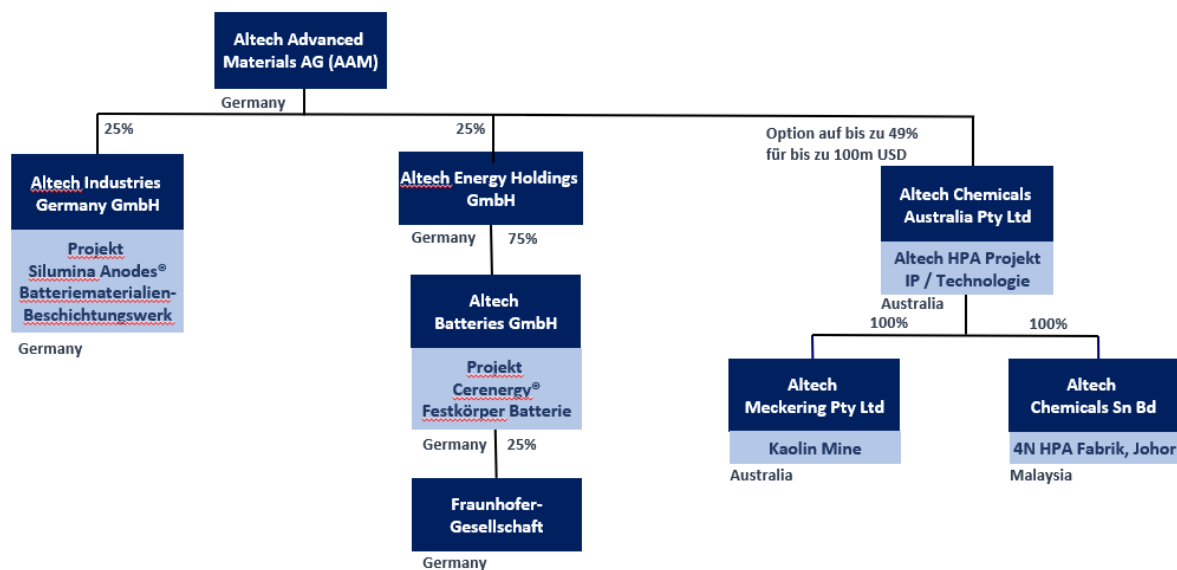 Altech Advanced
Materials AG (AAM)
Germany
25%
25%
Option auf bis zu 49%
für bis zu 100m USD
Altech Industries
Germany GmbH
Projekt
Silumina Anodes®
Batteriematerialien-
Beschichtungswerk
Germany
Altech Energy Holdings
GmbH
Germany 75%
Altech
Batteries GmbH
Projekt
Cerenergy®
Festkörper Batterie
Germany 25%
Fraunhofer-
Gesellschaft
Germany
Altech Chemicals
Australia Pty Ltd
Altech HPA Projekt
IP / Technologie
Australia
100%
100%
Altech
Meckering Pty Ltd
Kaolin Mine
Australia
Altech
Chemicals Sn Bd
4N HPA Fabrik, Johor
Malaysia